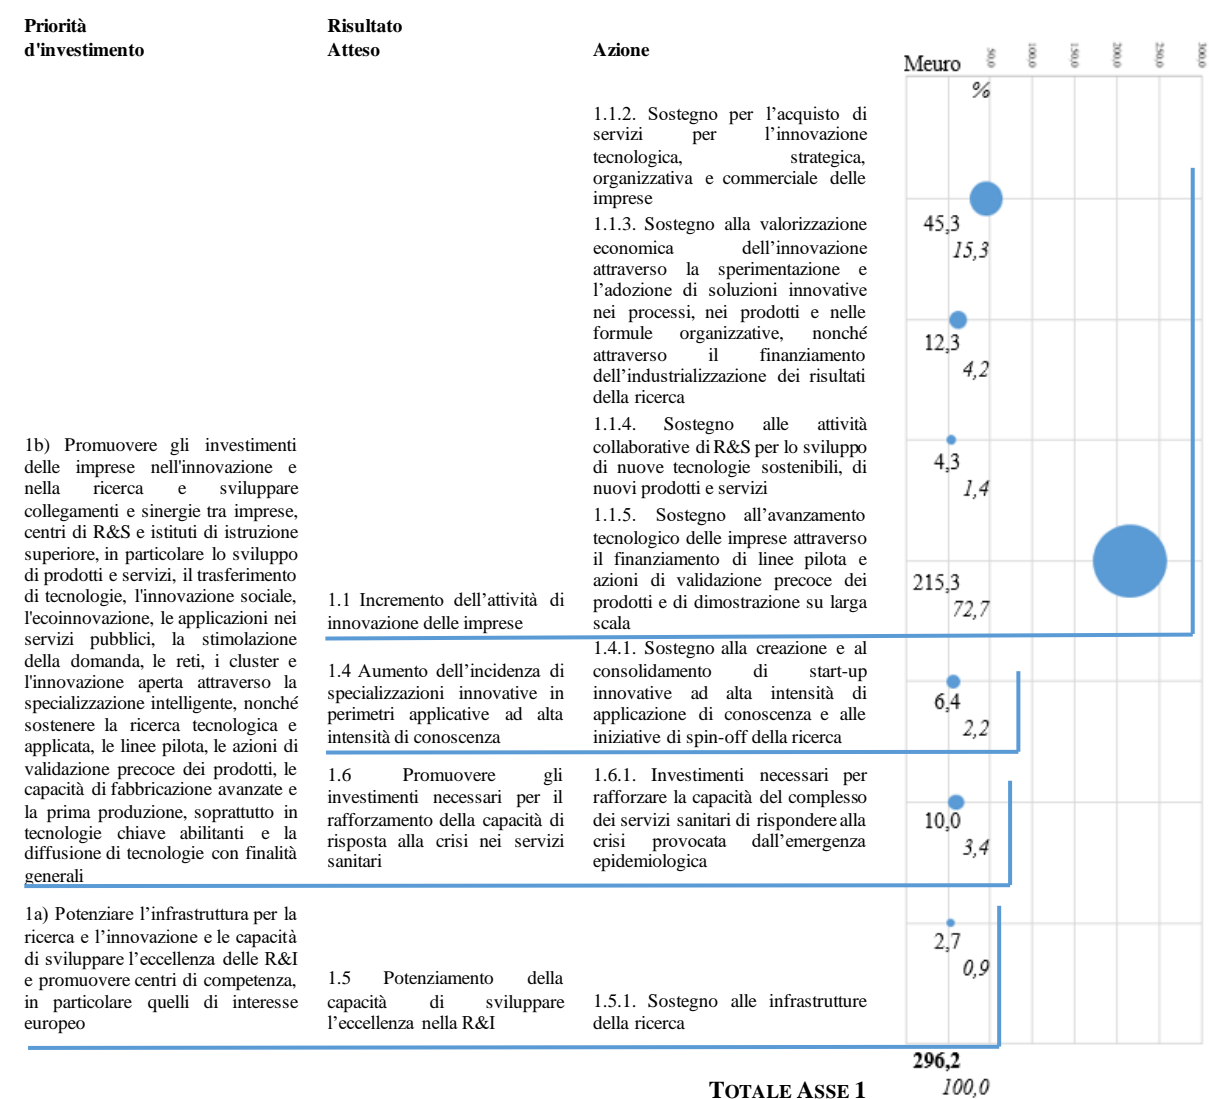 Priorità
d'investimento
Risultato
Atteso
Azione
Meuro
%
50,0
100,0
150,0
200,0
250,0
300,0
1.1.2. Sostegno per l’acquisto di
servizi per l’innovazione
tecnologica, strategica,
organizzativa e commerciale delle
imprese
45,3
15,3
1.1.3. Sostegno alla valorizzazione
economica dell’innovazione
attraverso la sperimentazione e
l’adozione di soluzioni innovative
nei processi, nei prodotti e nelle
formule organizzative, nonché
attraverso il finanziamento
dell’industrializzazione dei risultati
della ricerca
12,3
4,2
1.1.4. Sostegno alle attività
collaborative di R&S per lo sviluppo
di nuove tecnologie sostenibili, di
nuovi prodotti e servizi
4,3
1,4
1.1.5. Sostegno all’avanzamento
tecnologico delle imprese attraverso
il finanziamento di linee pilota e
azioni di validazione precoce dei
prodotti e di dimostrazione su larga
scala
215,3
72,7
1b) Promuovere gli investimenti
delle imprese nell'innovazione e
nella ricerca e sviluppare
collegamenti e sinergie tra imprese,
centri di R&S e istituti di istruzione
superiore, in particolare lo sviluppo
di prodotti e servizi, il trasferimento
di tecnologie, l'innovazione sociale,
l'ecoinnovazione, le applicazioni nei
servizi pubblici, la stimolazione
della domanda, le reti, i cluster e
l'innovazione aperta attraverso la
specializzazione intelligente, nonché
sostenere la ricerca tecnologica e
applicata, le linee pilota, le azioni di
validazione precoce dei prodotti, le
capacità di fabbricazione avanzate e
la prima produzione, soprattutto in
tecnologie chiave abilitanti e la
diffusione di tecnologie con finalità
generali
1.1 Incremento dell’attività di
innovazione delle imprese
1.4 Aumento dell’incidenza di
specializzazioni innovative in
perimetri applicative ad alta
intensità di conoscenza
1.4.1. Sostegno alla creazione e al
consolidamento di start-up
innovative ad alta intensità di
applicazione di conoscenza e alle
iniziative di spin-off della ricerca
6,4
2,2
1.6 Promuovere gli
investimenti necessari per il
rafforzamento della capacità di
risposta alla crisi nei servizi
sanitari
1.6.1. Investimenti necessari per
rafforzare la capacità del complesso
dei servizi sanitari di rispondere alla
crisi provocata dall’emergenza
epidemiologica
10,0
3,4
1a) Potenziare l’infrastruttura per la
ricerca e l’innovazione e le capacità
di sviluppare l’eccellenza delle R&I
e promuovere centri di competenza,
in particolare quelli di interesse
europeo
1.5 Potenziamento della
capacità di sviluppare
l’eccellenza nella R&I
1.5.1. Sostegno alle infrastrutture
della ricerca
2,7
0,9
TOTALE ASSE 1
296,2
100,0